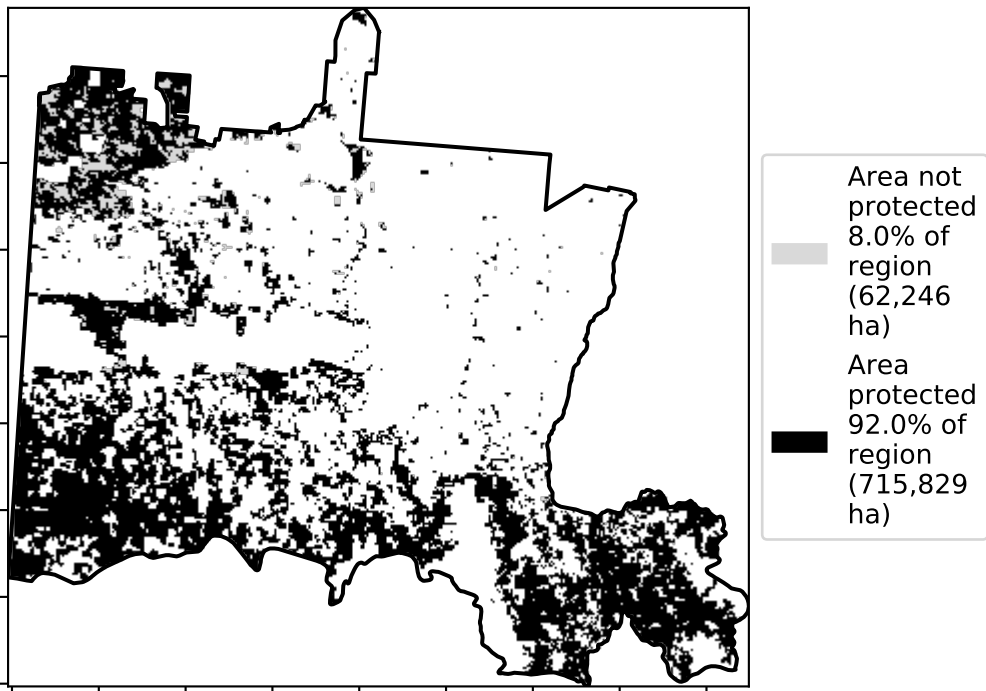 Area not
protected
8.0% of
region
(62,246
ha)
Area
protected
92.0% of
region
(715,829
ha)